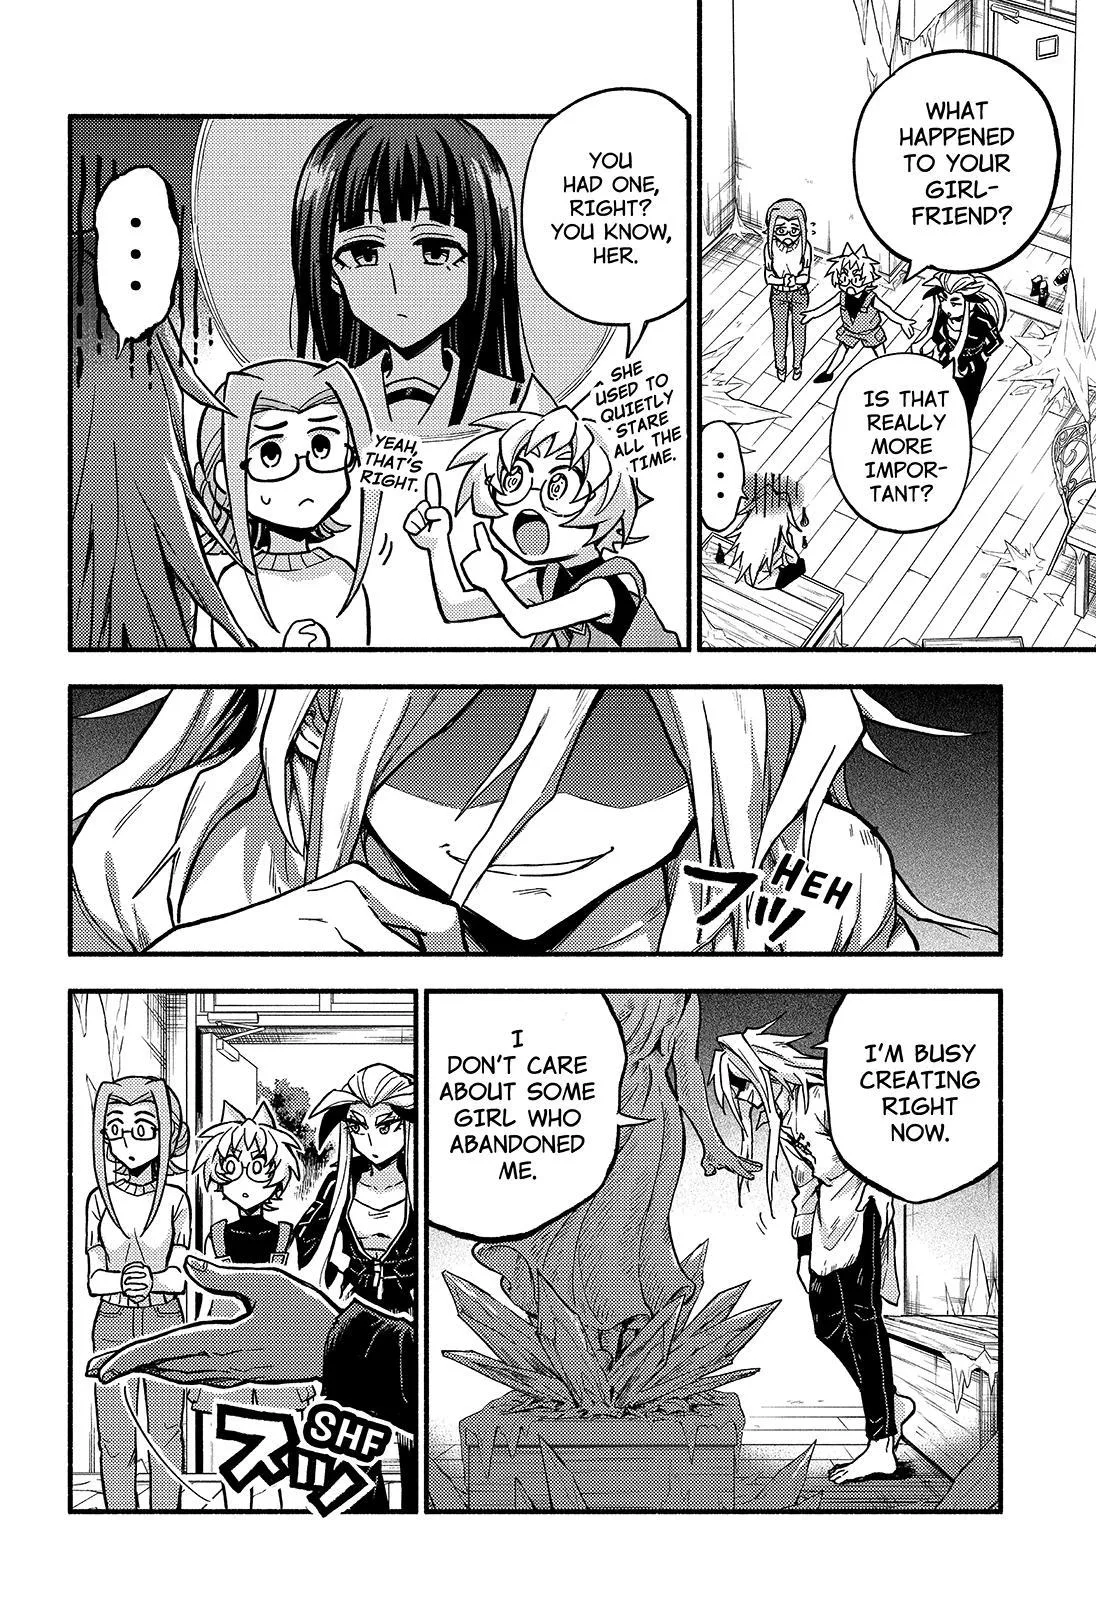 WHAT
HAPPENED
TO YOUR
GIRL-
FRIEND?
IS THAT
REALLY
MORE
IMPOR-
TANT?
...
YOU
HAD ONE,
RIGHT?
YOU KNOW,
HER.
SHE
USED TO
QUIETLY
STARE
ALL THE
TIME.
YEAH,
THAT'S
RIGHT.
...
フッ
HEH
I'M BUSY
CREATING
RIGHT
NOW.
I
DON'T CARE
ABOUT SOME
GIRL WHO
ABANDONED
ME.
スッ
SHF